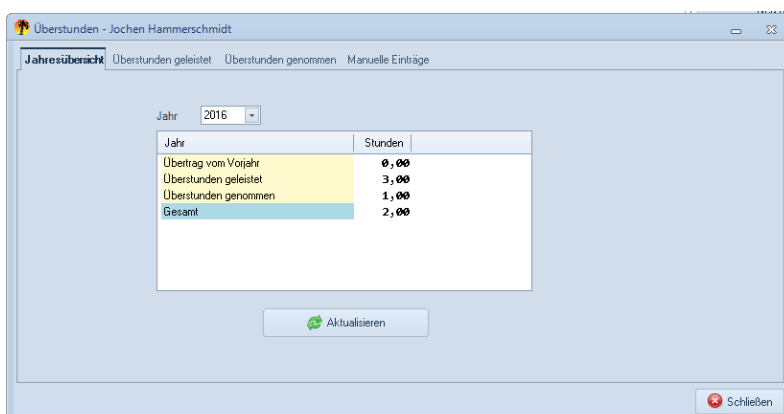 Überstunden - Jochen Hammerschmidt
Jahresübersicht Überstunden geleistet Überstunden genommen Manuelle Einträge
Jahr 2016
Jahr Stunden
Übertrag vom Vorjahr 0,00
Überstunden geleistet 3,00
Überstunden genommen 1,00
Gesamt 2,00
Aktualisieren
Schließen